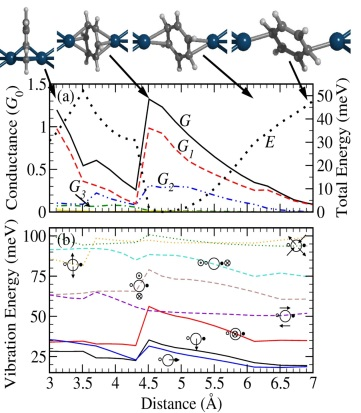 1.5
1
0.5
0
Conductance (G₀)
(a)
G
G₁
G₂
G₃
E
50
40
30
20
10
0
Total Energy (meV)
100
75
50
25
Vibration Energy (meV)
(b)
3 3.5 4 4.5 5 5.5 6 6.5 7
Distance (Å)